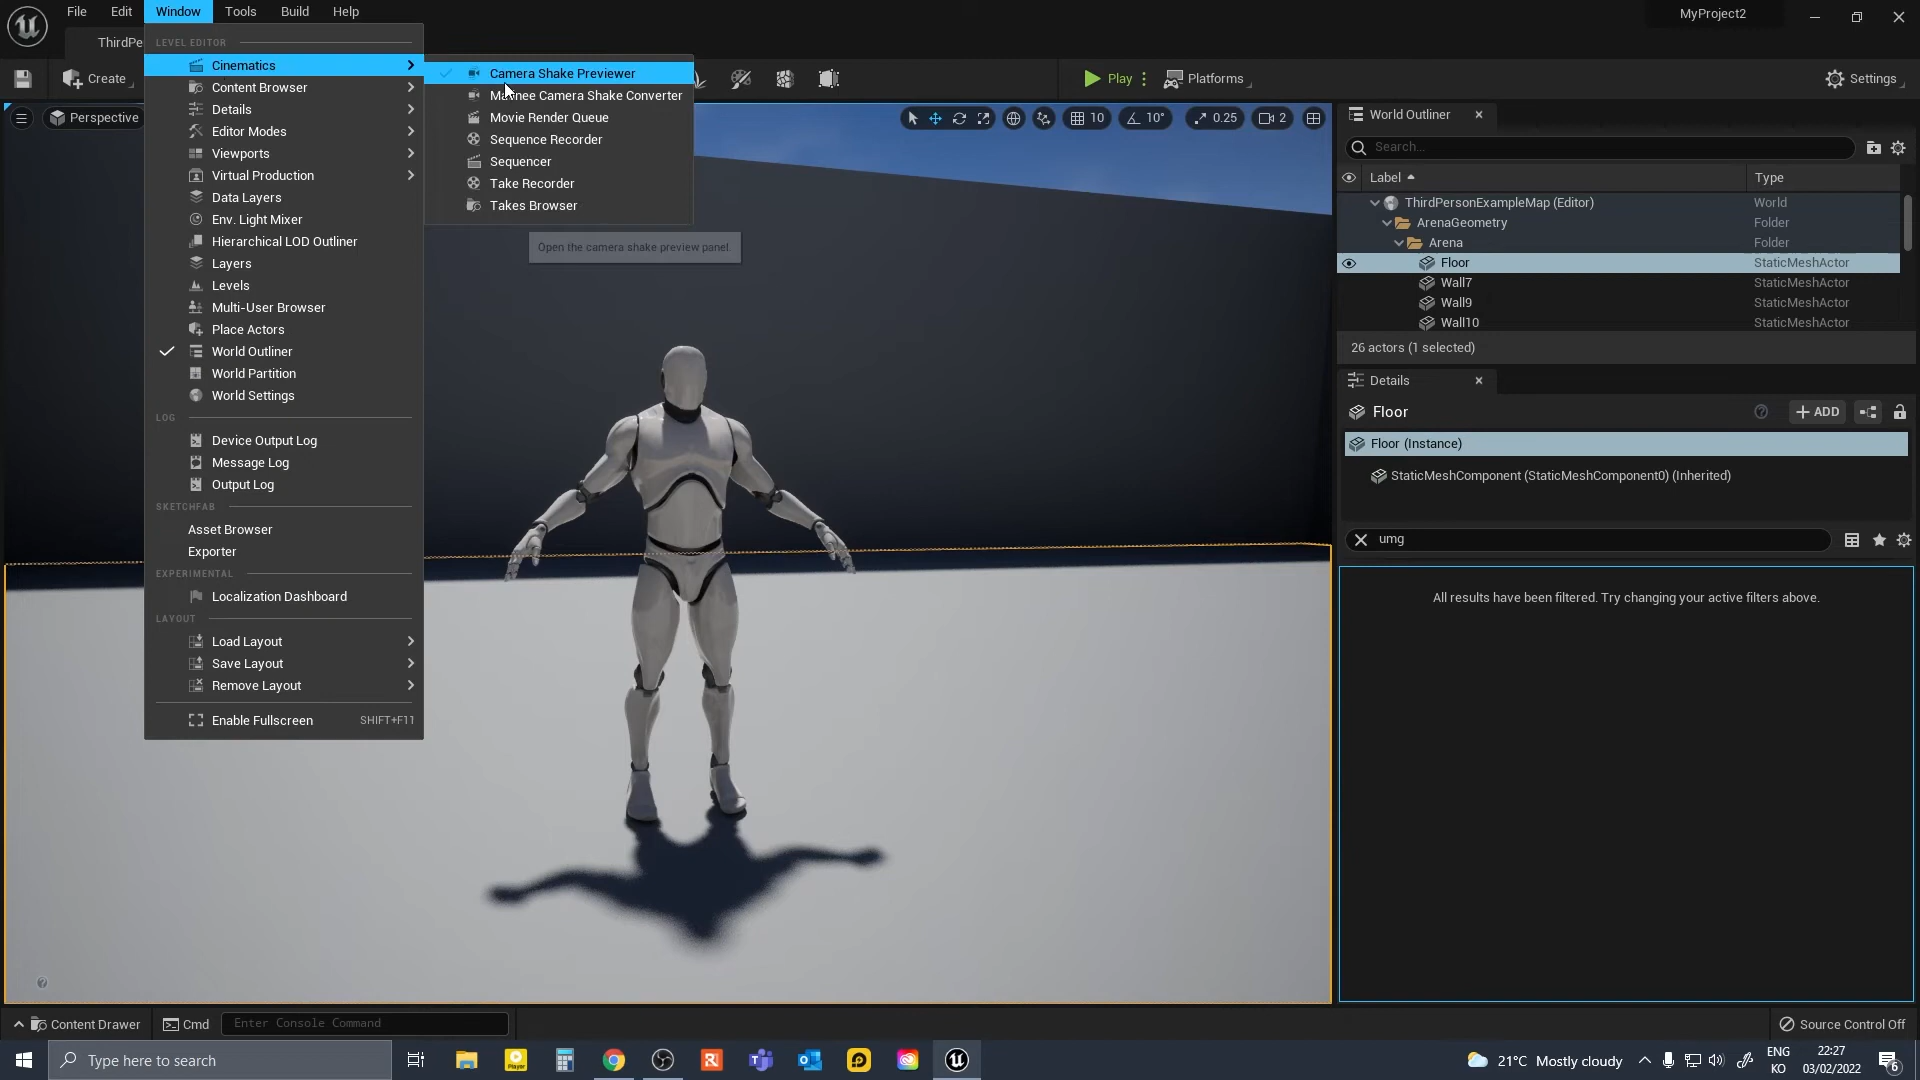 File Edit Window Tools Build Help
MyProject2
ThirdPe
Create
Play
Platforms
Settings
LEVEL EDITOR
Cinematics
Content Browser
Details
Editor Modes
Viewports
Virtual Production
Data Layers
Env. Light Mixer
Hierarchical LOD Outliner
Layers
Levels
Multi-User Browser
Place Actors
World Outliner
World Partition
World Settings
LOG
Device Output Log
Message Log
Output Log
SKETCHFAB
Asset Browser
Exporter
EXPERIMENTAL
Localization Dashboard
LAYOUT
Load Layout
Save Layout
Remove Layout
Enable Fullscreen SHIFT+F11
Camera Shake Previewer
Matinee Camera Shake Converter
Movie Render Queue
Sequence Recorder
Sequencer
Take Recorder
Takes Browser
Open the camera shake preview panel.
Perspective
10 10° 0.25 2
World Outliner
Search...
Label Type
ThirdPersonExampleMap (Editor) World
ArenaGeometry Folder
Arena Folder
Floor StaticMeshActor
Wall7 StaticMeshActor
Wall9 StaticMeshActor
Wall10 StaticMeshActor
26 actors (1 selected)
Details
Floor
+ ADD
Floor (Instance)
StaticMeshComponent (StaticMeshComponent0) (Inherited)
umg
All results have been filtered. Try changing your active filters above.
Content Drawer
Cmd
Enter Console Command
Source Control Off
Type here to search
Player
21°C Mostly cloudy
ENG
KO
22:27
03/02/2022
6